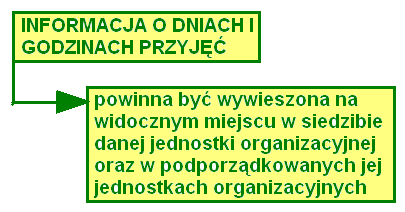 INFORMACJA O DNIACH I
GODZINACH PRZYJĘĆ
powinna być wywieszona na
widocznym miejscu w siedzibie
danej jednostki organizacyjnej
oraz w podporządkowanych jej
jednostkach organizacyjnych